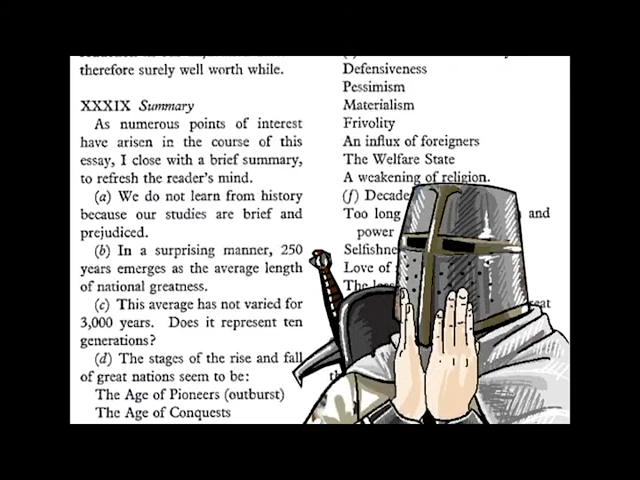 therefore surely well worth while.
XXXIX Summary
As numerous points of interest
have arisen in the course of this
essay, I close with a brief summary,
to refresh the reader's mind.
(a) We do not learn from history
because our studies are brief and
prejudiced.
(b) In a surprising manner, 250
years emerges as the average length
of national greatness.
(c) This average has not varied for
3,000 years. Does it represent ten
generations?
(d) The stages of the rise and fall
of great nations seem to be:
The Age of Pioneers (outburst)
The Age of Conquests
Defensiveness
Pessimism
Materialism
Frivolity
An influx of foreigners
The Welfare State
A weakening of religion.
(f) Decade
Too long and
power
Selfishne
Love of
The